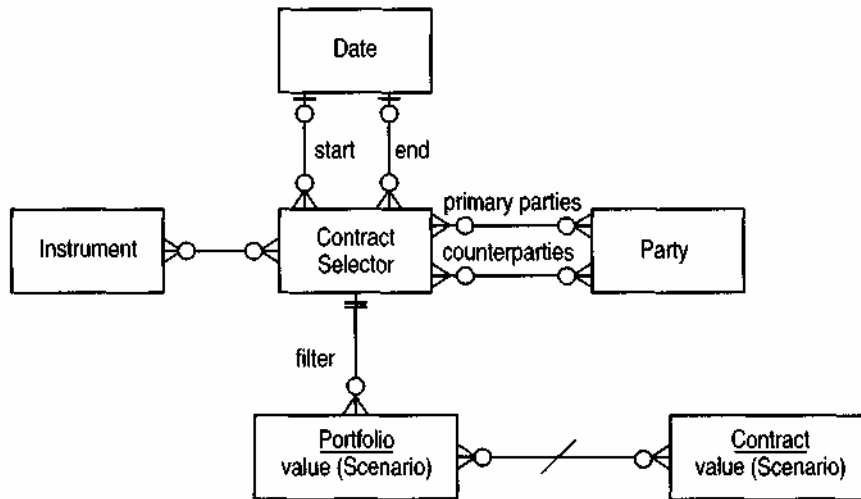 Date
start
end
primary parties
Instrument
Contract
Selector
counterparties
Party
filter
Portfolio
value (Scenario)
Contract
value (Scenario)